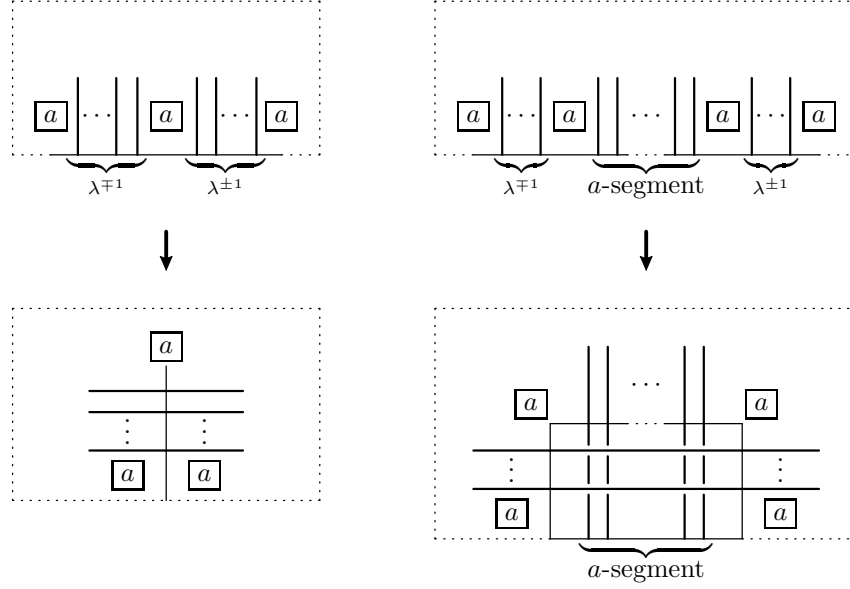 a ⋯ a ⋯ a
a ⋯ a ⋯ a ⋯ a
λ^{∓1} λ^{±1}
λ^{∓1} a-segment λ^{±1}
a
⋯
a a
⋮ ⋮
⋮ ⋮
a a
a a
a-segment